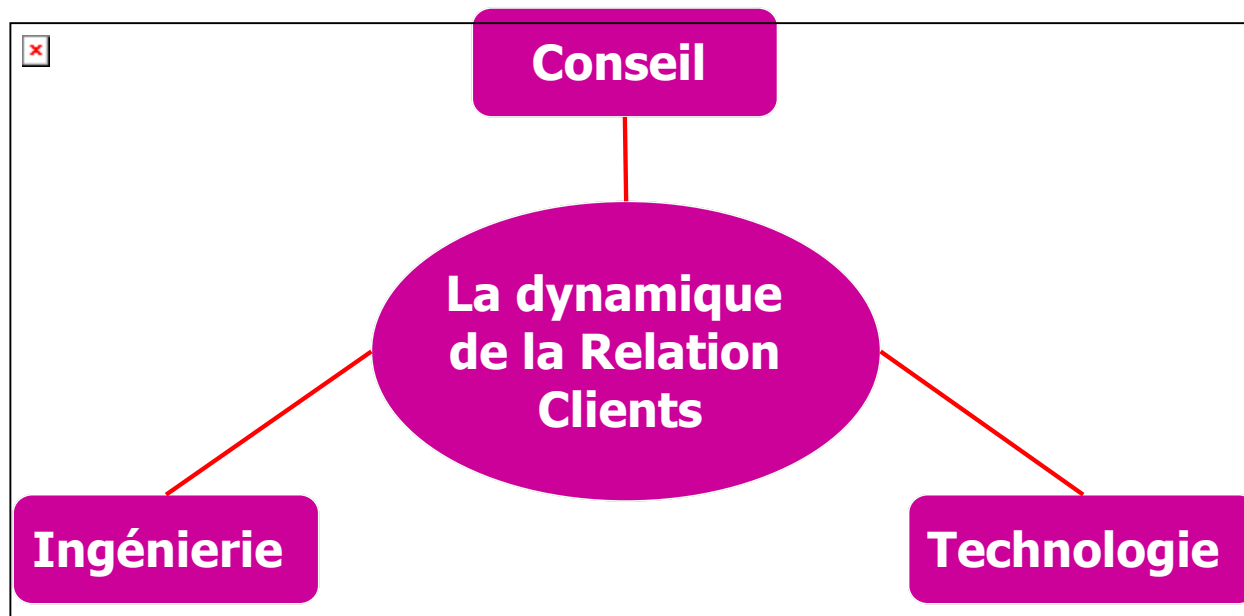 Conseil
La dynamique
de la Relation
Clients
Ingénierie
Technologie